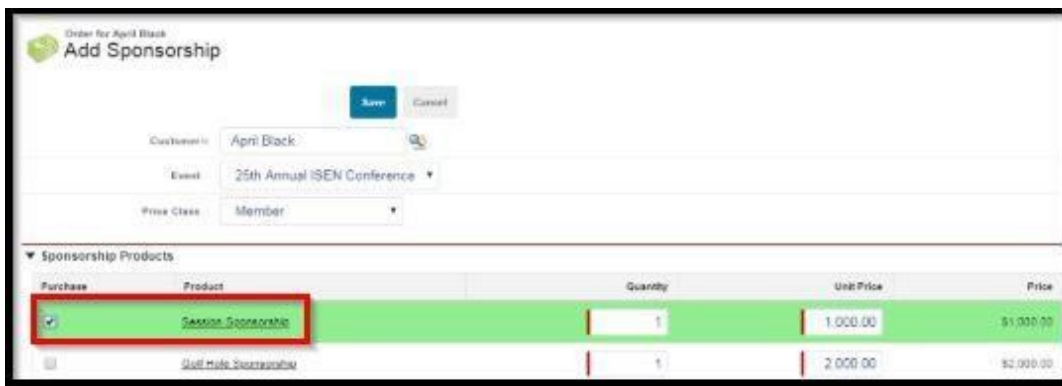 Order for April Black
Add Sponsorship
Save Cancel
Customer April Black
Event 25th Annual ISEN Conference
Price Class Member
Sponsorship Products
Purchase Product Quantity Unit Price Price
Session Sponsorship 1 1,000.00 $1,000.00
Golf Hole Sponsorship 1 2,000.00 $2,000.00